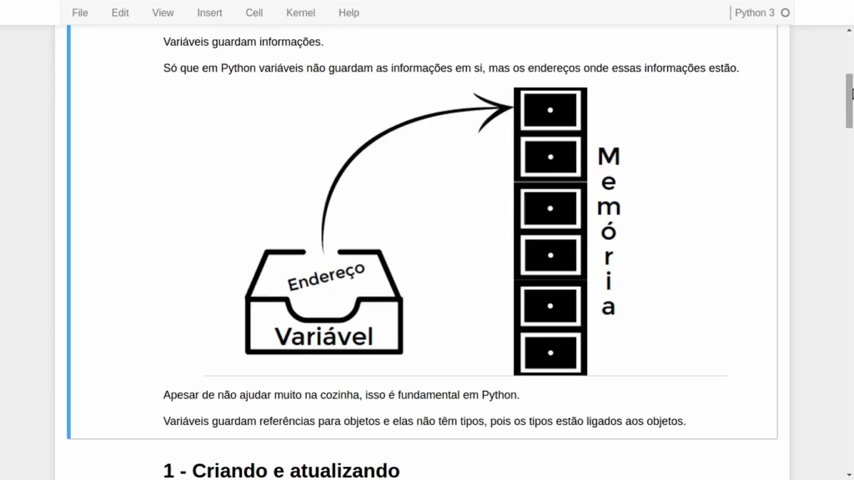 File Edit View Insert Cell Kernel Help Python 3
Variáveis guardam informações.
Só que em Python variáveis não guardam as informações em si, mas os endereços onde essas informações estão.
Memória
Endereço
Variável
Apesar de não ajudar muito na cozinha, isso é fundamental em Python.
Variáveis guardam referências para objetos e elas não têm tipos, pois os tipos estão ligados aos objetos.
1 - Criando e atualizando